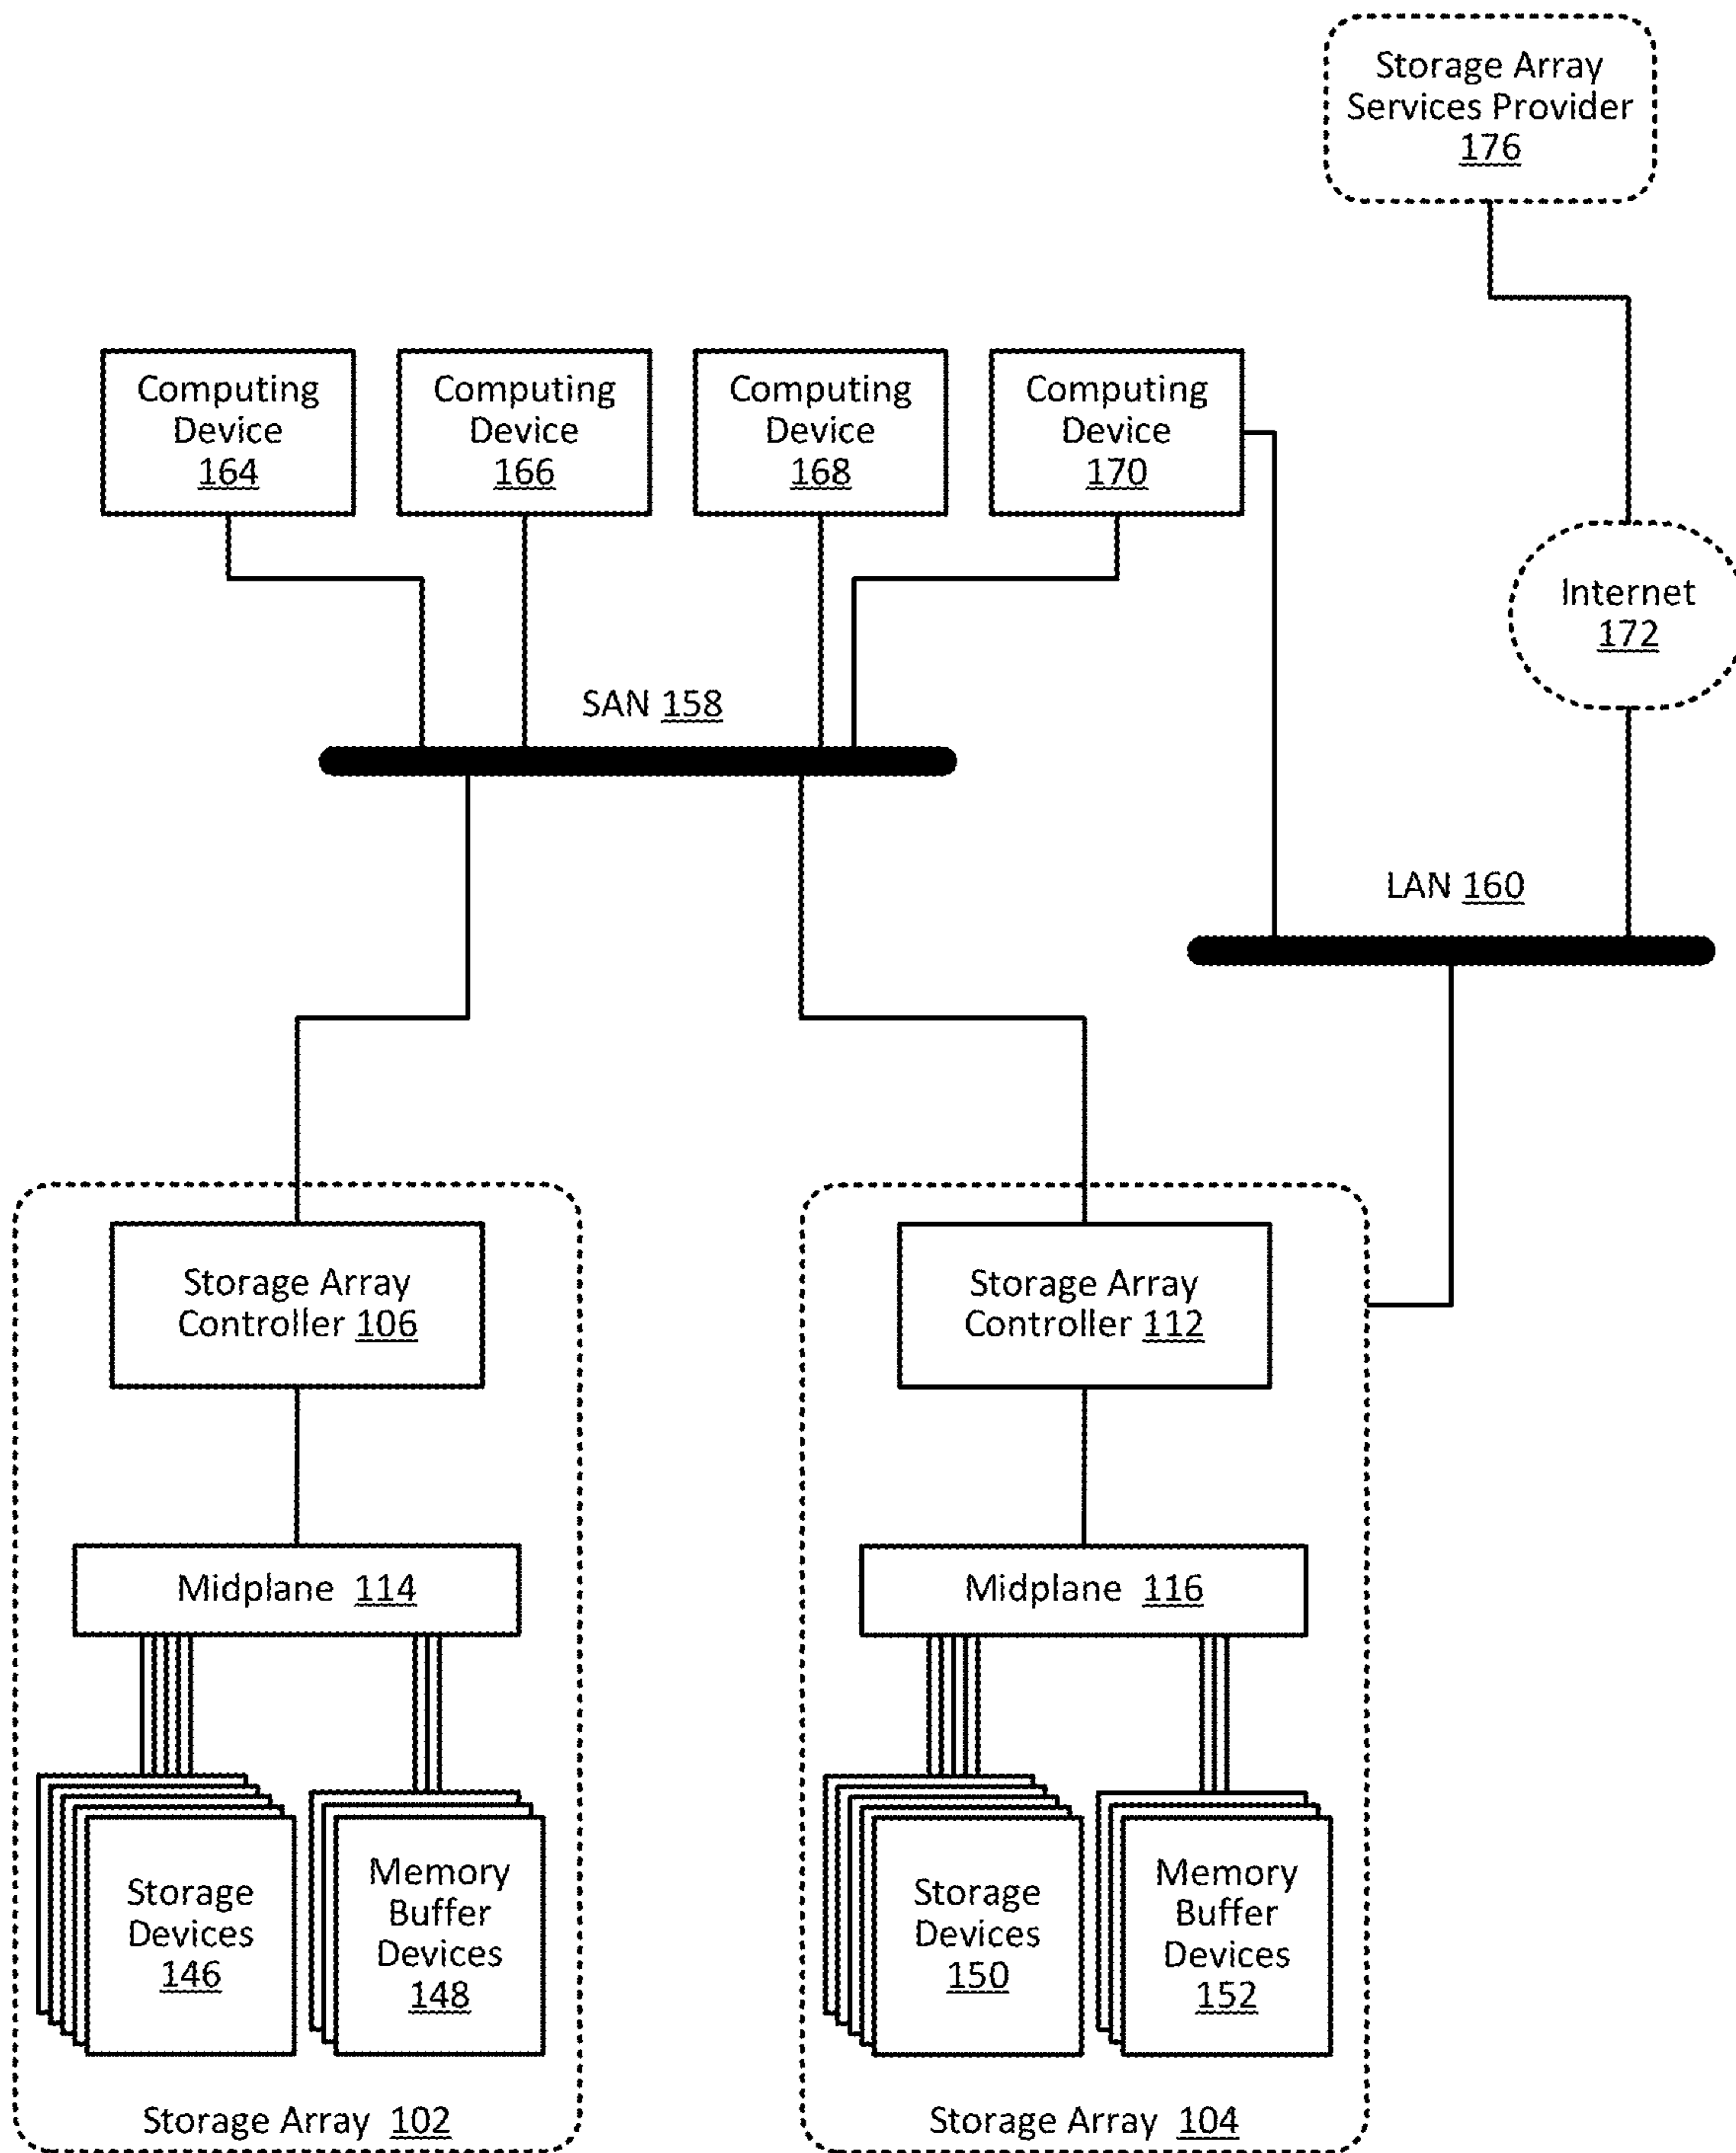 Storage Array
Services Provider
176
Computing
Device
164
Computing
Device
166
Computing
Device
168
Computing
Device
170
Internet
172
SAN 158
LAN 160
Storage Array
Controller 106
Storage Array
Controller 112
Midplane 114
Midplane 116
Storage
Devices
146
Memory
Buffer
Devices
148
Storage
Devices
150
Memory
Buffer
Devices
152
Storage Array 102
Storage Array 104